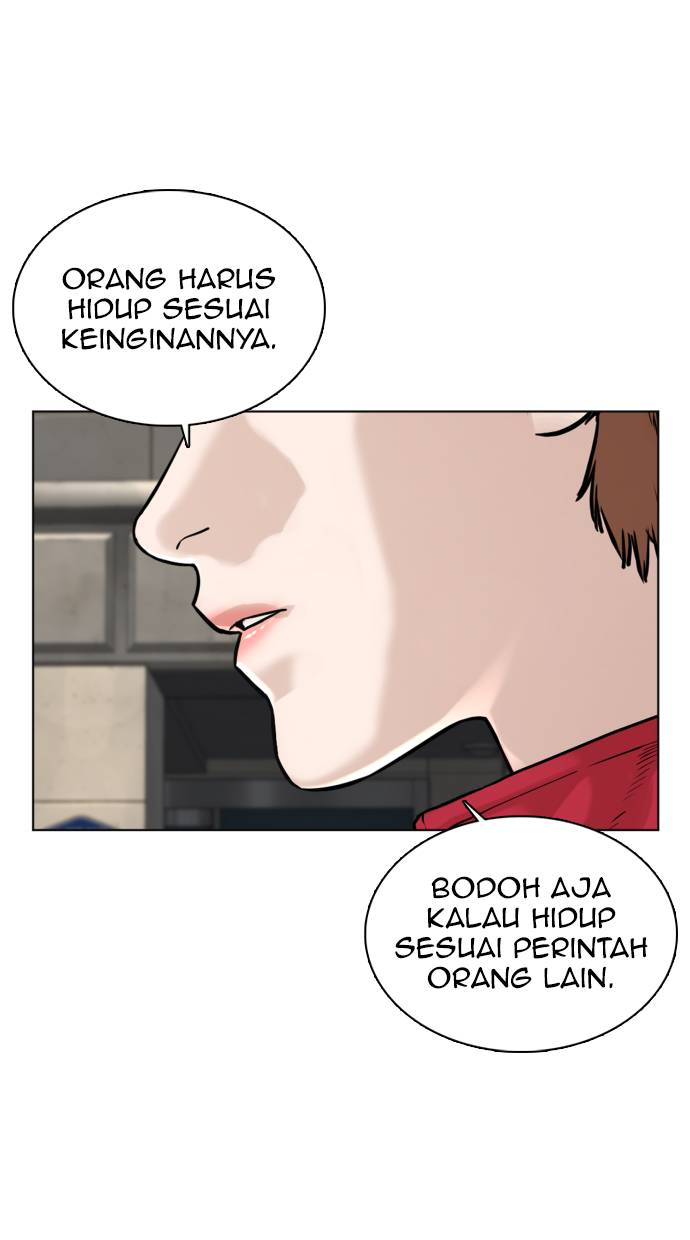 ORANG HARUS
HIDUP SESUAI
KEINGINANNYA.
BODOH AJA
KALAU HIDUP
SESUAI PERINTAH
ORANG LAIN.